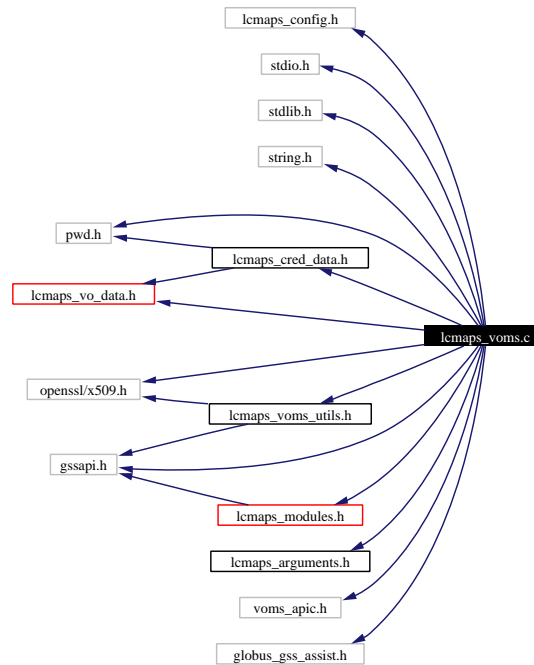 lcmaps_config.h
stdio.h
stdlib.h
string.h
pwd.h
lcmaps_cred_data.h
lcmaps_vo_data.h
lcmaps_voms.c
openssl/x509.h
lcmaps_voms_utils.h
gssapi.h
lcmaps_modules.h
lcmaps_arguments.h
voms_apic.h
globus_gss_assist.h